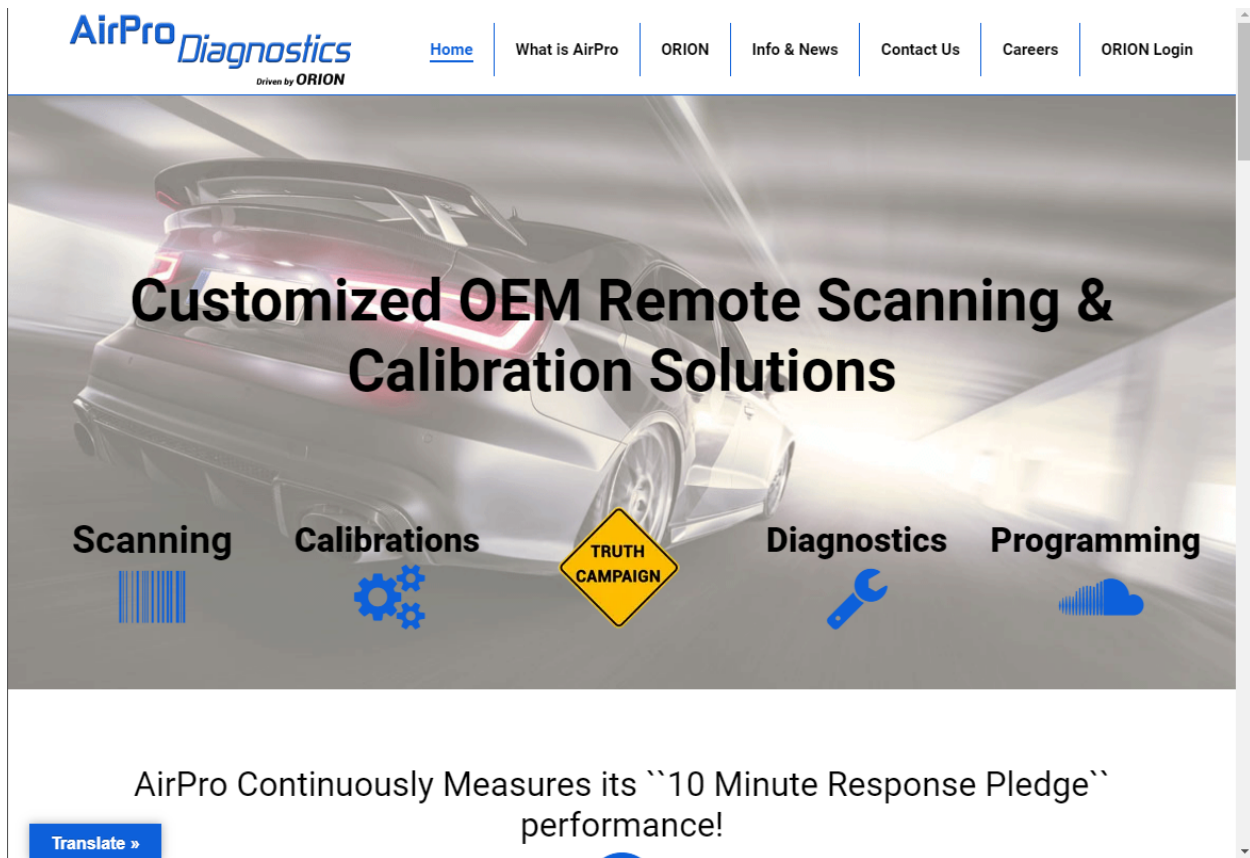 AirPro Diagnostics
Driven by ORION
Home
What is AirPro
ORION
Info & News
Contact Us
Careers
ORION Login
Customized OEM Remote Scanning &
Calibration Solutions
Scanning
Calibrations
TRUTH
CAMPAIGN
Diagnostics
Programming
AirPro Continuously Measures its ``10 Minute Response Pledge``
performance!
Translate »